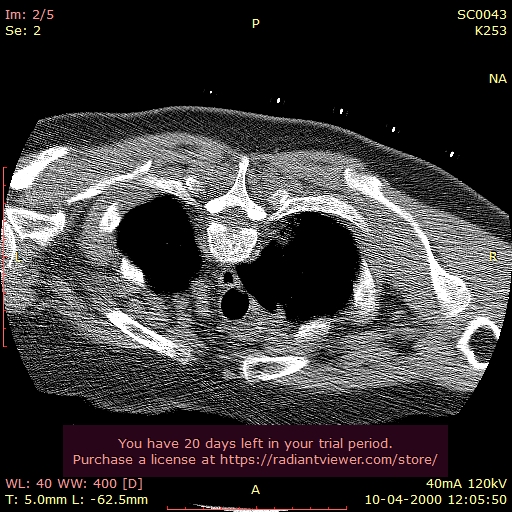 Im: 2/5
Se: 2
P
SC0043
K253
NA
L
R
You have 20 days left in your trial period.
Purchase a license at https://radiantviewer.com/store/
WL: 40 WW: 400 [D]
T: 5.0mm L: -62.5mm
A
40mA 120kV
10-04-2000 12:05:50